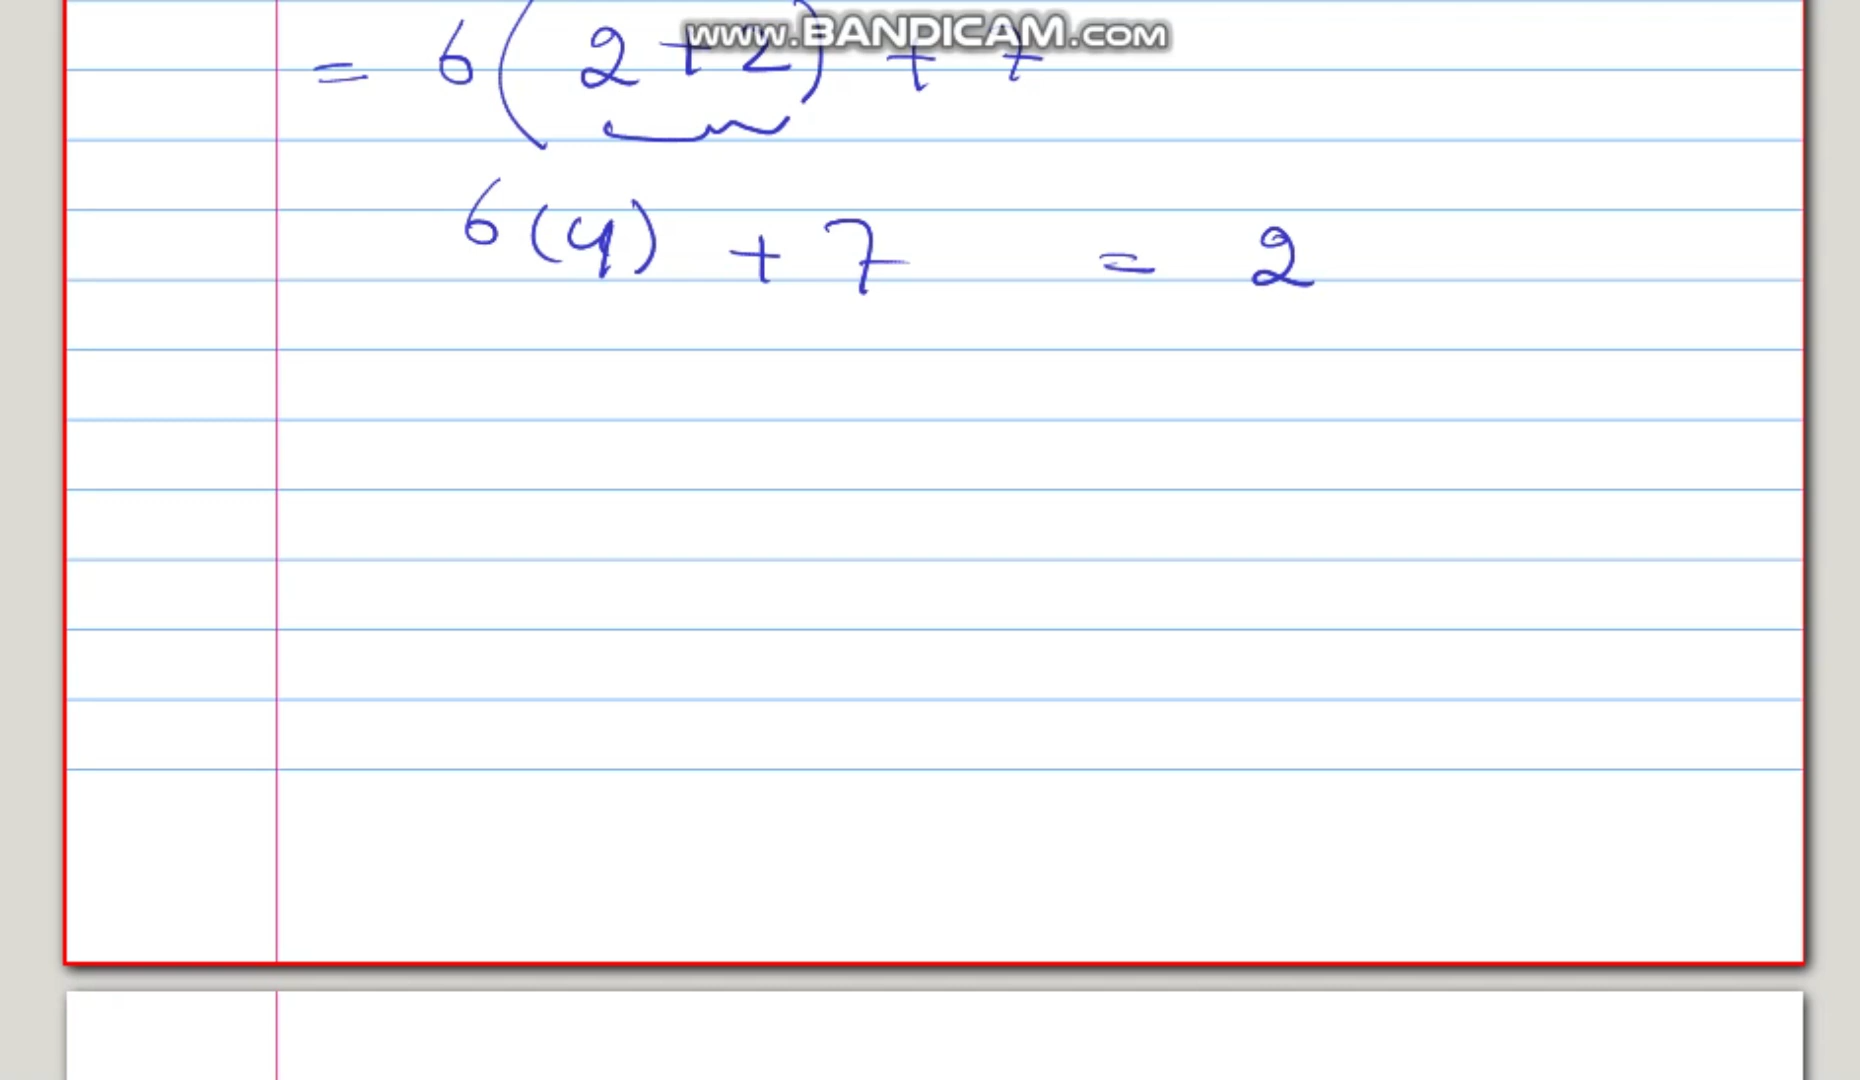 www.BANDICAM.com
= 6(2+2) + 7
6(4) + 7 = 2